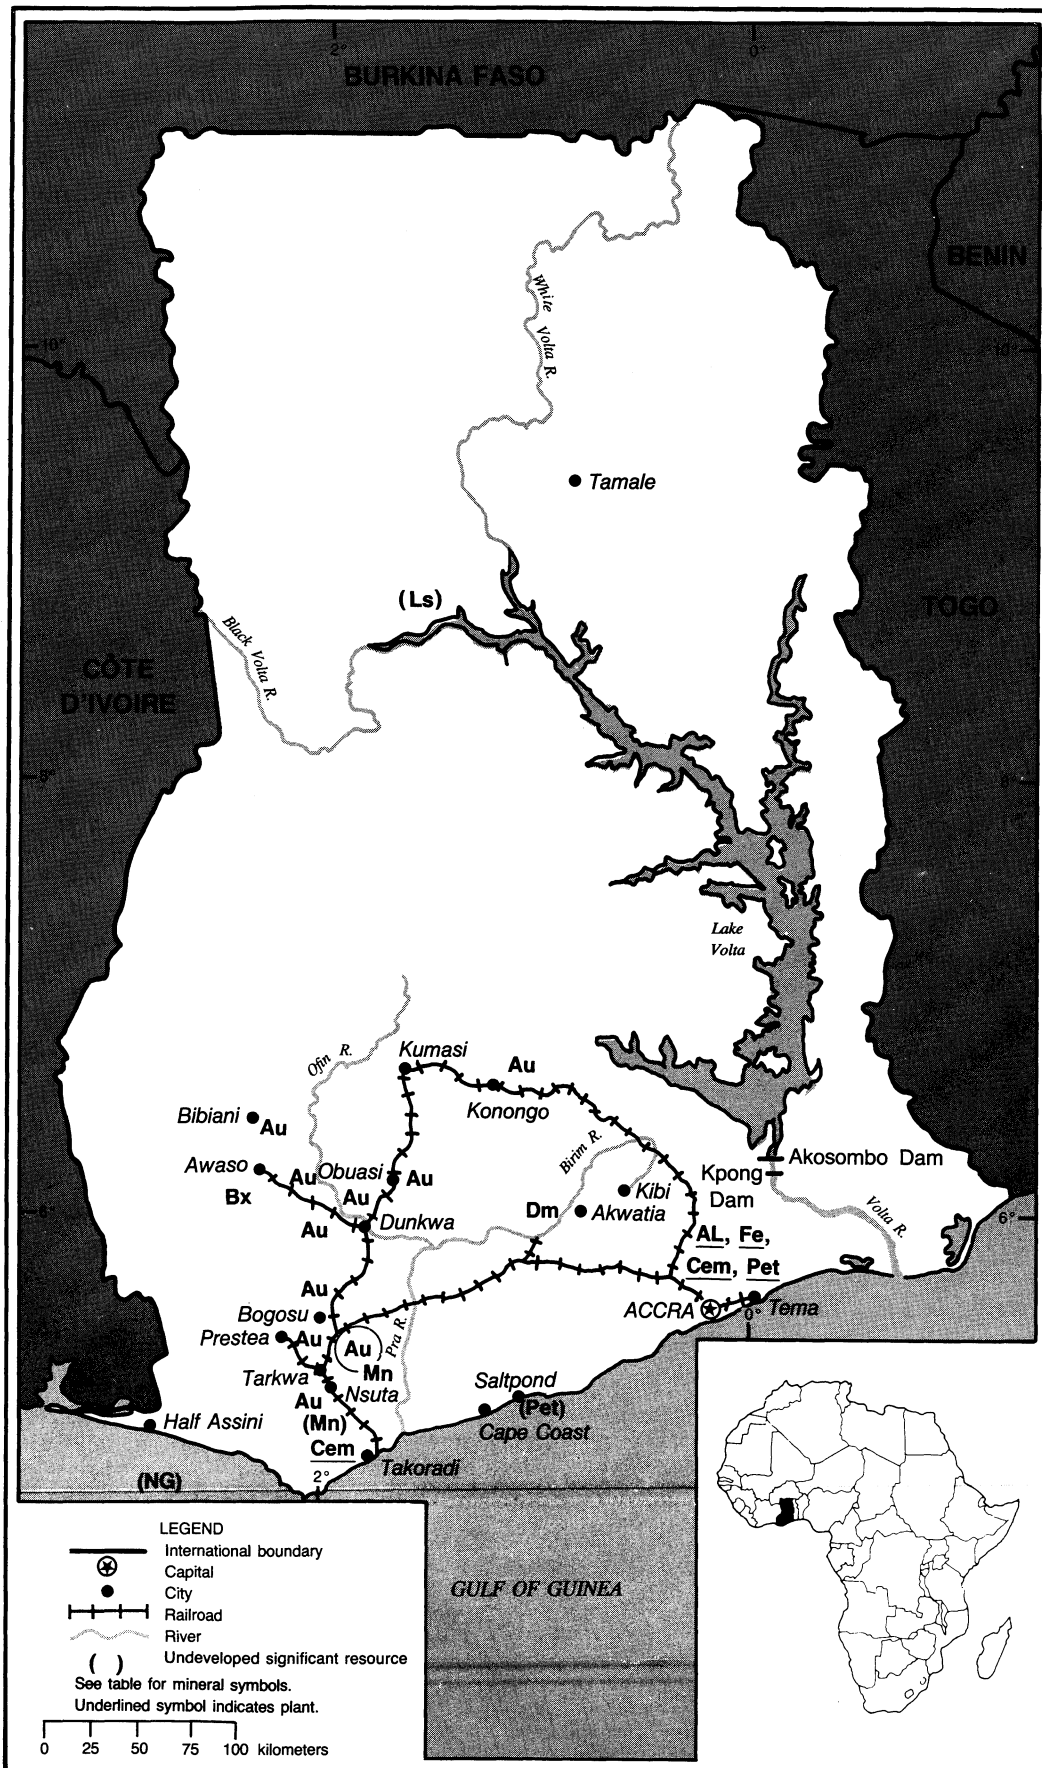 2°
0°
BURKINA FASO
BENIN
10°
10°
White Volta R.
Tamale
(Ls)
TOGO
Black Volta R.
CÔTE
D'IVOIRE
8°
8°
Lake
Volta
Ofin R.
Kumasi
Au
Konongo
Bibiani
Au
Birim R.
Awaso
Au
Obuasi
Au
Bx
Au
Kpong
Dam
Akosombo Dam
Kibi
Dm
Akwatia
Au
Dunkwa
Volta R.
6°
6°
AL, Fe,
Cem, Pet
Au
Bogosu
ACCRA
0°
Tema
Prestea
Au
Au
Pra R.
Mn
Tarkwa
Nsuta
Au
(Mn)
Saltpond
(Pet)
Cape Coast
Half Assini
Cem
Takoradi
(NG)
2°
LEGEND
International boundary
Capital
City
Railroad
River
( ) Undeveloped significant resource
See table for mineral symbols.
Underlined symbol indicates plant.
0 25 50 75 100 kilometers
GULF OF GUINEA